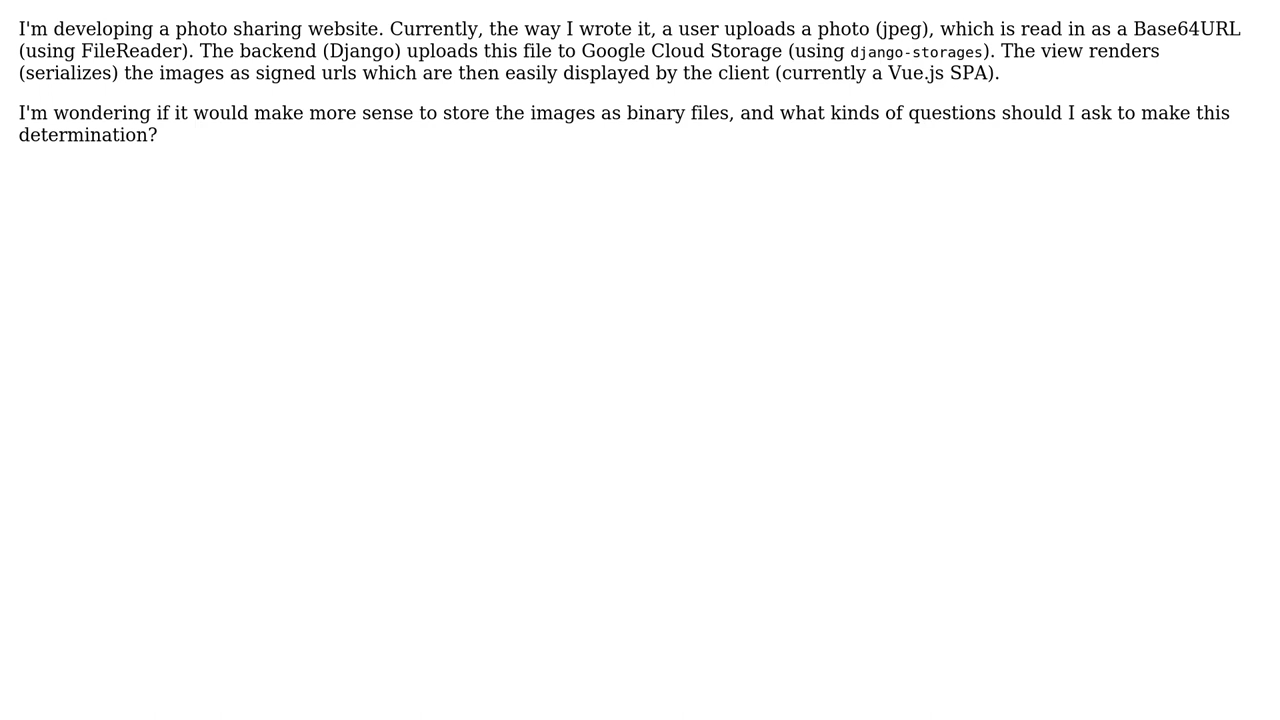 I'm developing a photo sharing website. Currently, the way I wrote it, a user uploads a photo (jpeg), which is read in as a Base64URL
(using FileReader). The backend (Django) uploads this file to Google Cloud Storage (using django-storages). The view renders
(serializes) the images as signed urls which are then easily displayed by the client (currently a Vue.js SPA).
I'm wondering if it would make more sense to store the images as binary files, and what kinds of questions should I ask to make this
determination?